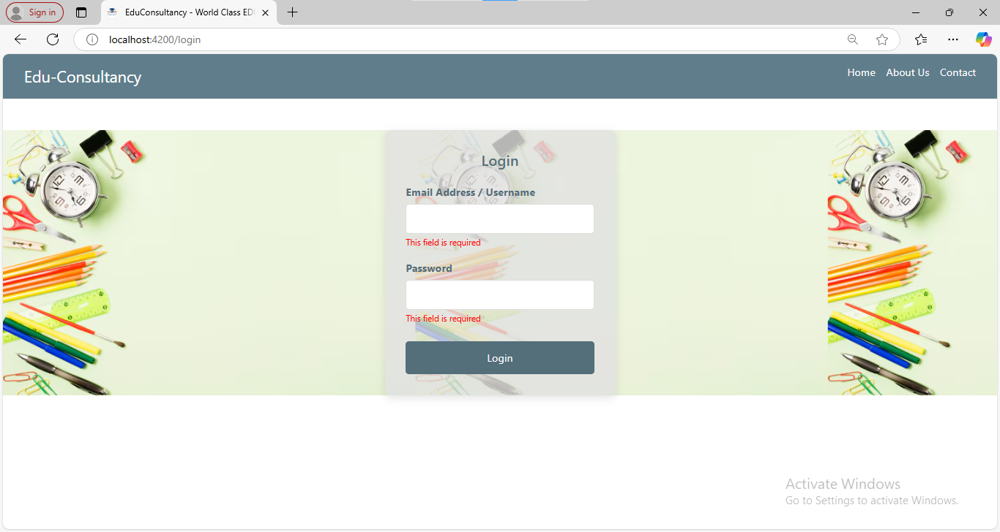 Sign in
EduConsultancy - World Class ED
localhost:4200/login
Edu-Consultancy
Home About Us Contact
Login
Email Address / Username
This field is required
Password
This field is required
Login
Activate Windows
Go to Settings to activate Windows.